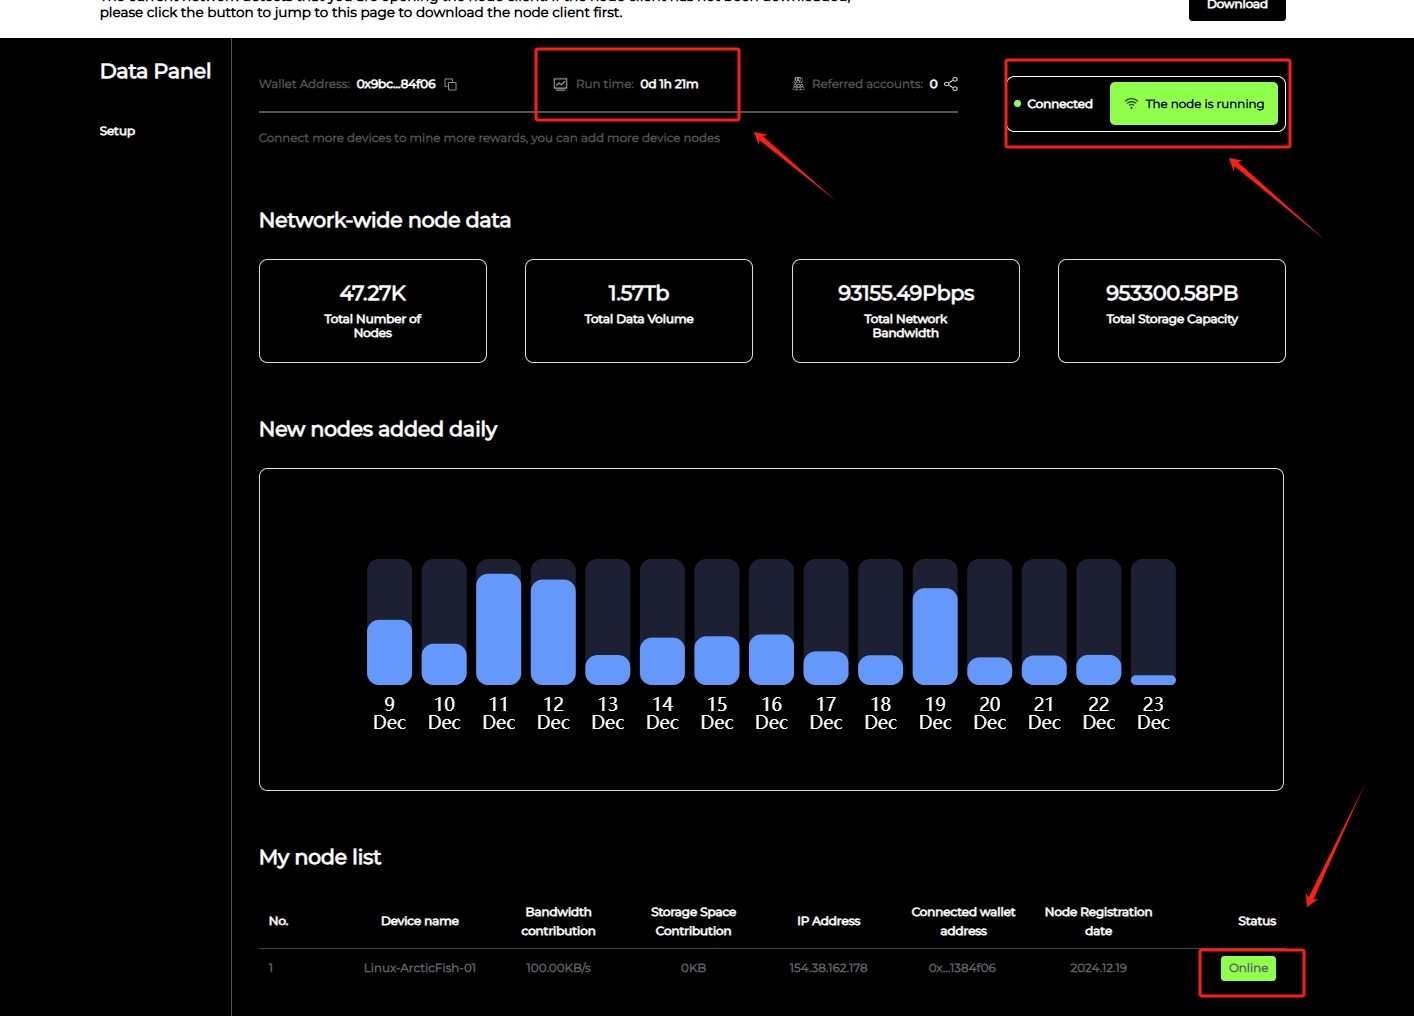 please click the button to jump to this page to download the node client first.
Download
Data Panel
Setup
Wallet Address: 0x9bc...84f06
Run time: 0d 1h 21m
Referred accounts: 0
Connected
The node is running
Connect more devices to mine more rewards, you can add more device nodes
Network-wide node data
47.27K
Total Number of
Nodes
1.57Tb
Total Data Volume
93155.49Pbps
Total Network
Bandwidth
953300.58PB
Total Storage Capacity
New nodes added daily
9
Dec
10
Dec
11
Dec
12
Dec
13
Dec
14
Dec
15
Dec
16
Dec
17
Dec
18
Dec
19
Dec
20
Dec
21
Dec
22
Dec
23
Dec
My node list
No.
Device name
Bandwidth
contribution
Storage Space
Contribution
IP Address
Connected wallet
address
Node Registration
date
Status
1
Linux-ArcticFish-01
100.00KB/s
0KB
154.38.162.178
0x...1384f06
2024.12.19
Online